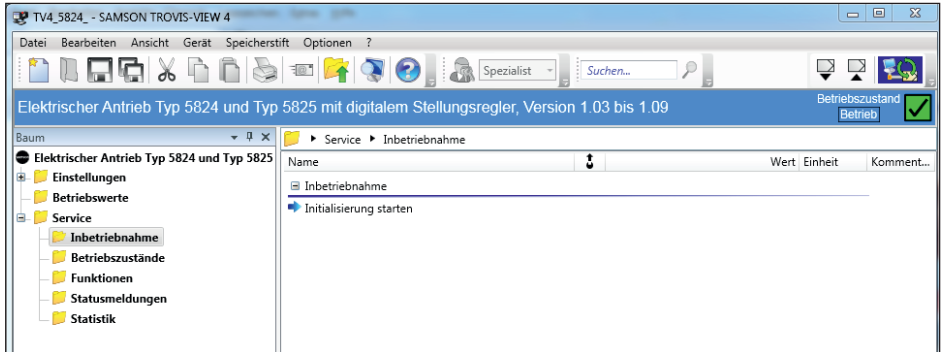 TV4_5824_ - SAMSON TROVIS-VIEW 4
Datei Bearbeiten Ansicht Gerät Speicherstift Optionen ?
Spezialist Suchen...
Elektrischer Antrieb Typ 5824 und Typ 5825 mit digitalem Stellungsregler, Version 1.03 bis 1.09
Betriebszustand
Betrieb
Baum
Service Inbetriebnahme
Elektrischer Antrieb Typ 5824 und Typ 5825
Einstellungen
Betriebswerte
Service
Inbetriebnahme
Betriebszustände
Funktionen
Statusmeldungen
Statistik
Name Wert Einheit Komment...
Inbetriebnahme
Initialisierung starten